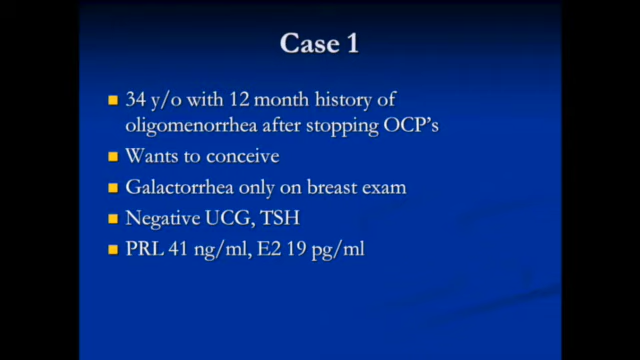 Case 1
34 y/o with 12 month history of
oligomenorrhea after stopping OCP's
Wants to conceive
Galactorrhea only on breast exam
Negative UCG, TSH
PRL 41 ng/ml, E2 19 pg/ml